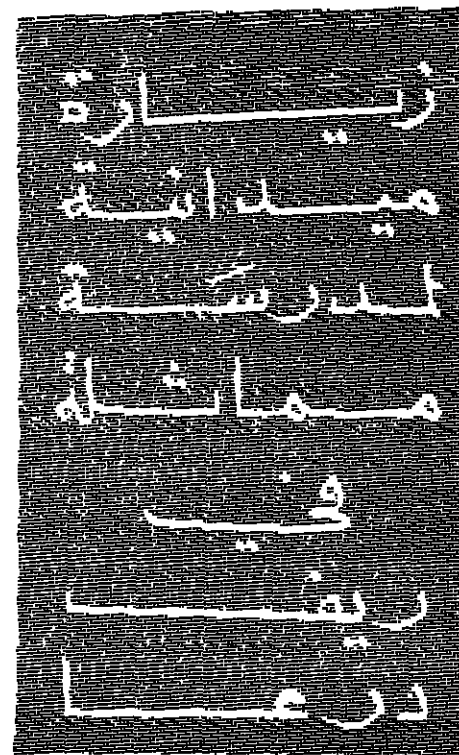 زيارة
ميدانية
لمدرسة
مماثلة
في
ريف
درعا